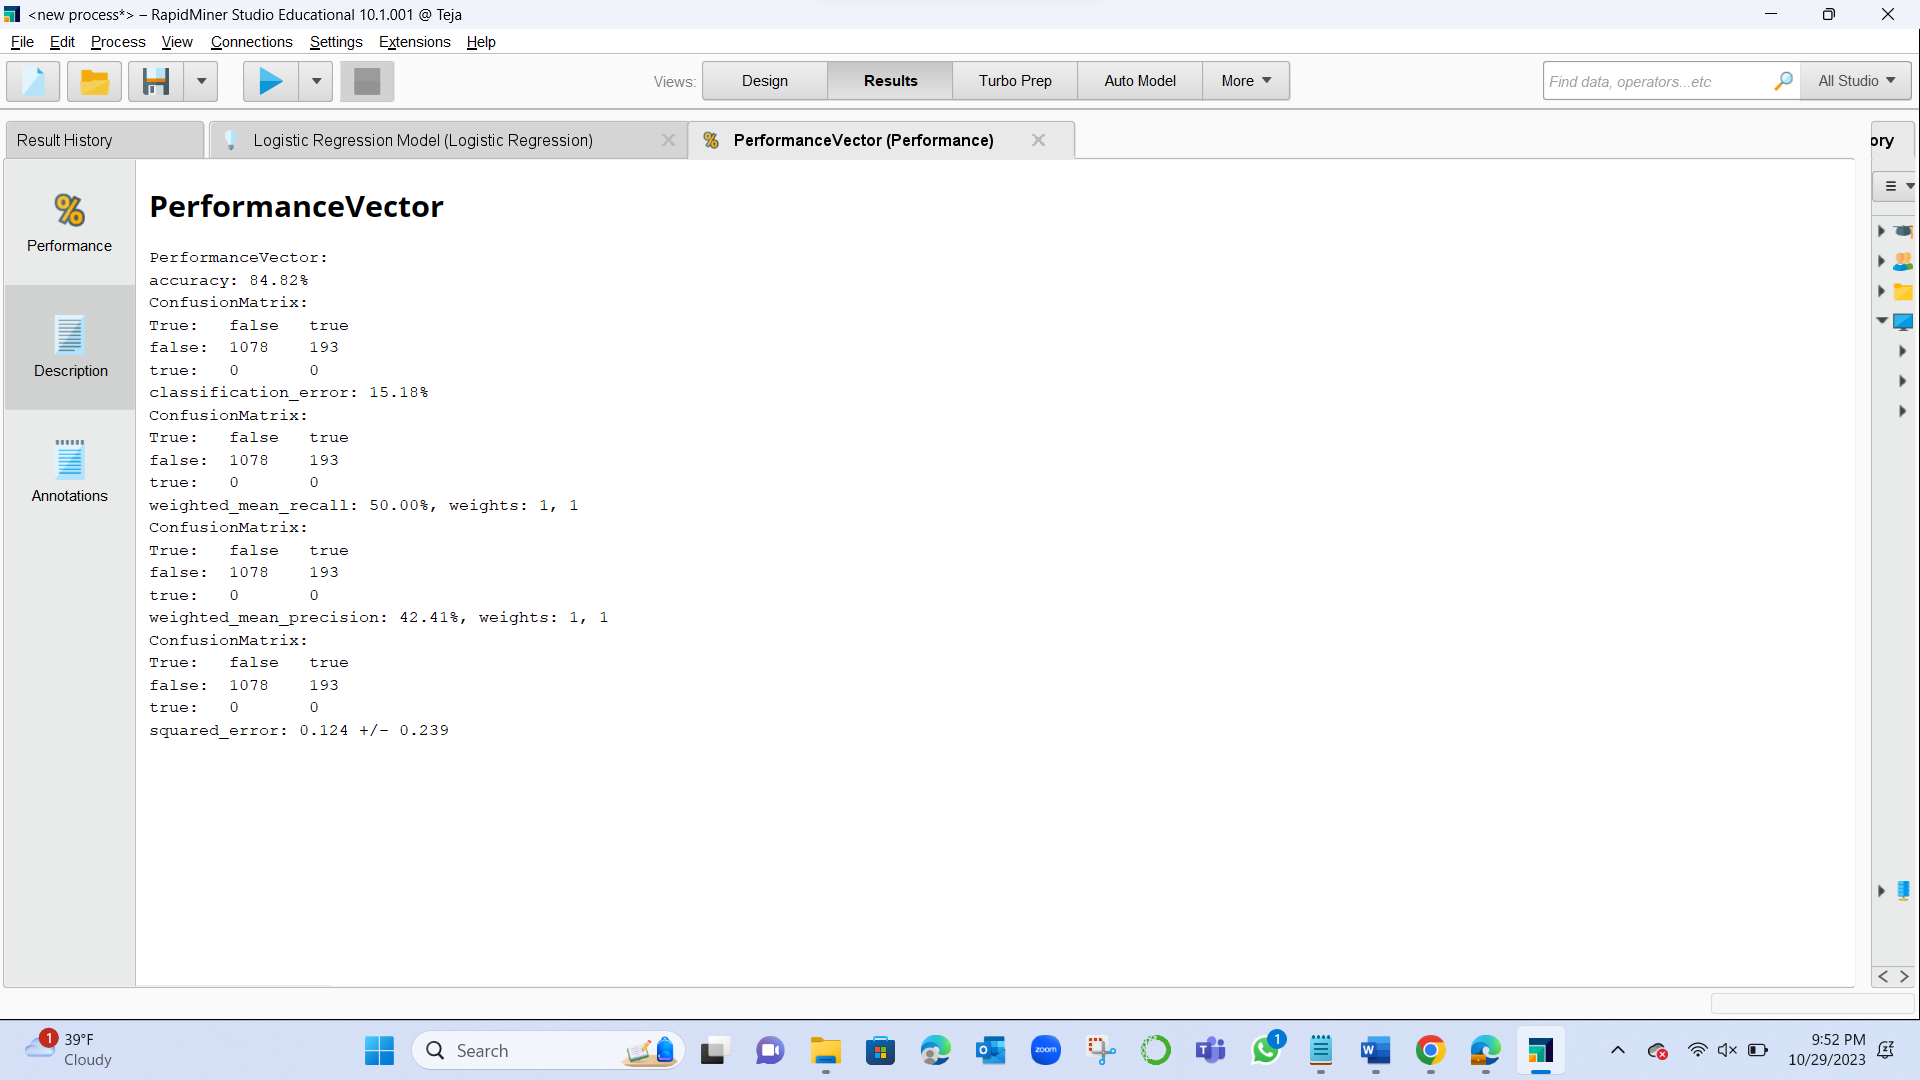 <new process*> – RapidMiner Studio Educational 10.1.001 @ Teja
File Edit Process View Connections Settings Extensions Help
Views: Design Results Turbo Prep Auto Model More
Find data, operators...etc
All Studio
Result History
Logistic Regression Model (Logistic Regression)
PerformanceVector (Performance)
ory
Performance
Description
Annotations
PerformanceVector
PerformanceVector:
accuracy: 84.82%
ConfusionMatrix:
True: false true
false: 1078 193
true: 0 0
classification_error: 15.18%
ConfusionMatrix:
True: false true
false: 1078 193
true: 0 0
weighted_mean_recall: 50.00%, weights: 1, 1
ConfusionMatrix:
True: false true
false: 1078 193
true: 0 0
weighted_mean_precision: 42.41%, weights: 1, 1
ConfusionMatrix:
True: false true
false: 1078 193
true: 0 0
squared_error: 0.124 +/- 0.239
1
39°F
Cloudy
Search
zoom
1
9:52 PM
10/29/2023